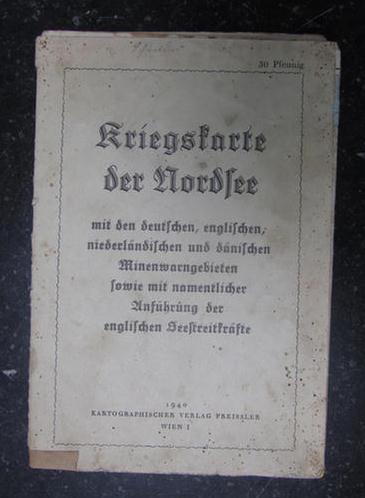 30 Pfennig
Kriegskarte
der Nordsee
mit den deutschen, englischen,
niederländischen und dänischen
Minenwarngebieten
sowie mit namentlicher
Anführung der
englischen Seestreitkräfte
1940
KARTOGRAPHISCHER VERLAG FREISSLER
WIEN I